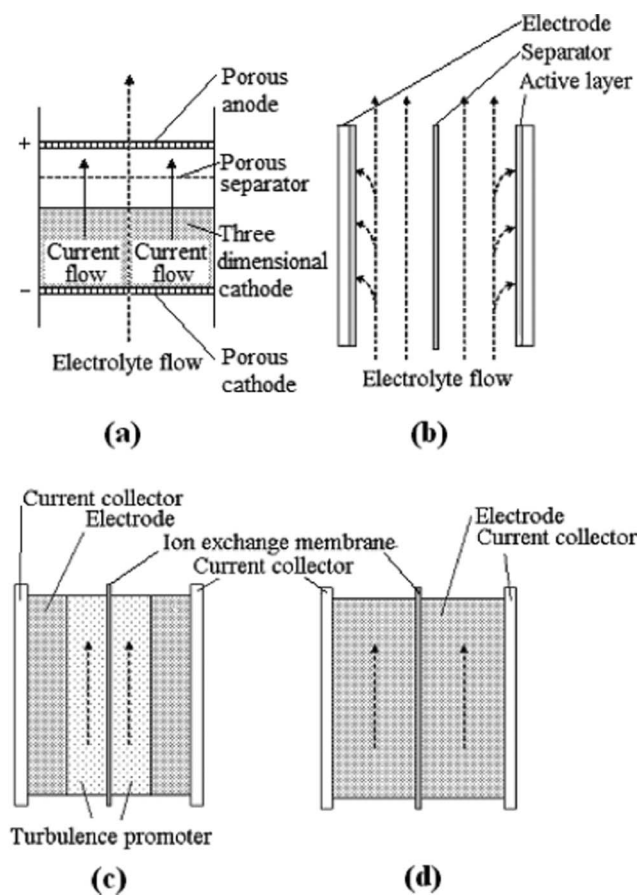 Porous
anode
+
Porous
separator
Three
dimensional
cathode
Current
flow
Current
flow
−
Electrolyte flow
Porous
cathode
(a)
Electrode
Separator
Active layer
Electrolyte flow
(b)
Current collector
Electrode
Ion exchange membrane
Current collector
Turbulence promoter
(c)
Electrode
Current collector
(d)